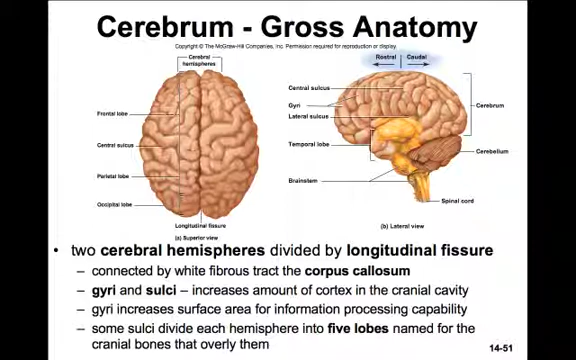 Cerebrum - Gross Anatomy
Copyright © The McGraw-Hill Companies, Inc. Permission required for reproduction or display.
Cerebral
hemispheres
Frontal lobe
Central sulcus
Parietal lobe
Occipital lobe
Longitudinal fissure
(a) Superior view
Rostral
Caudal
Central sulcus
Gyri
Lateral sulcus
Temporal lobe
Brainstem
Cerebrum
Cerebellum
Spinal cord
(b) Lateral view
• two cerebral hemispheres divided by longitudinal fissure
– connected by white fibrous tract the corpus callosum
– gyri and sulci – increases amount of cortex in the cranial cavity
– gyri increases surface area for information processing capability
– some sulci divide each hemisphere into five lobes named for the
cranial bones that overly them
14-51